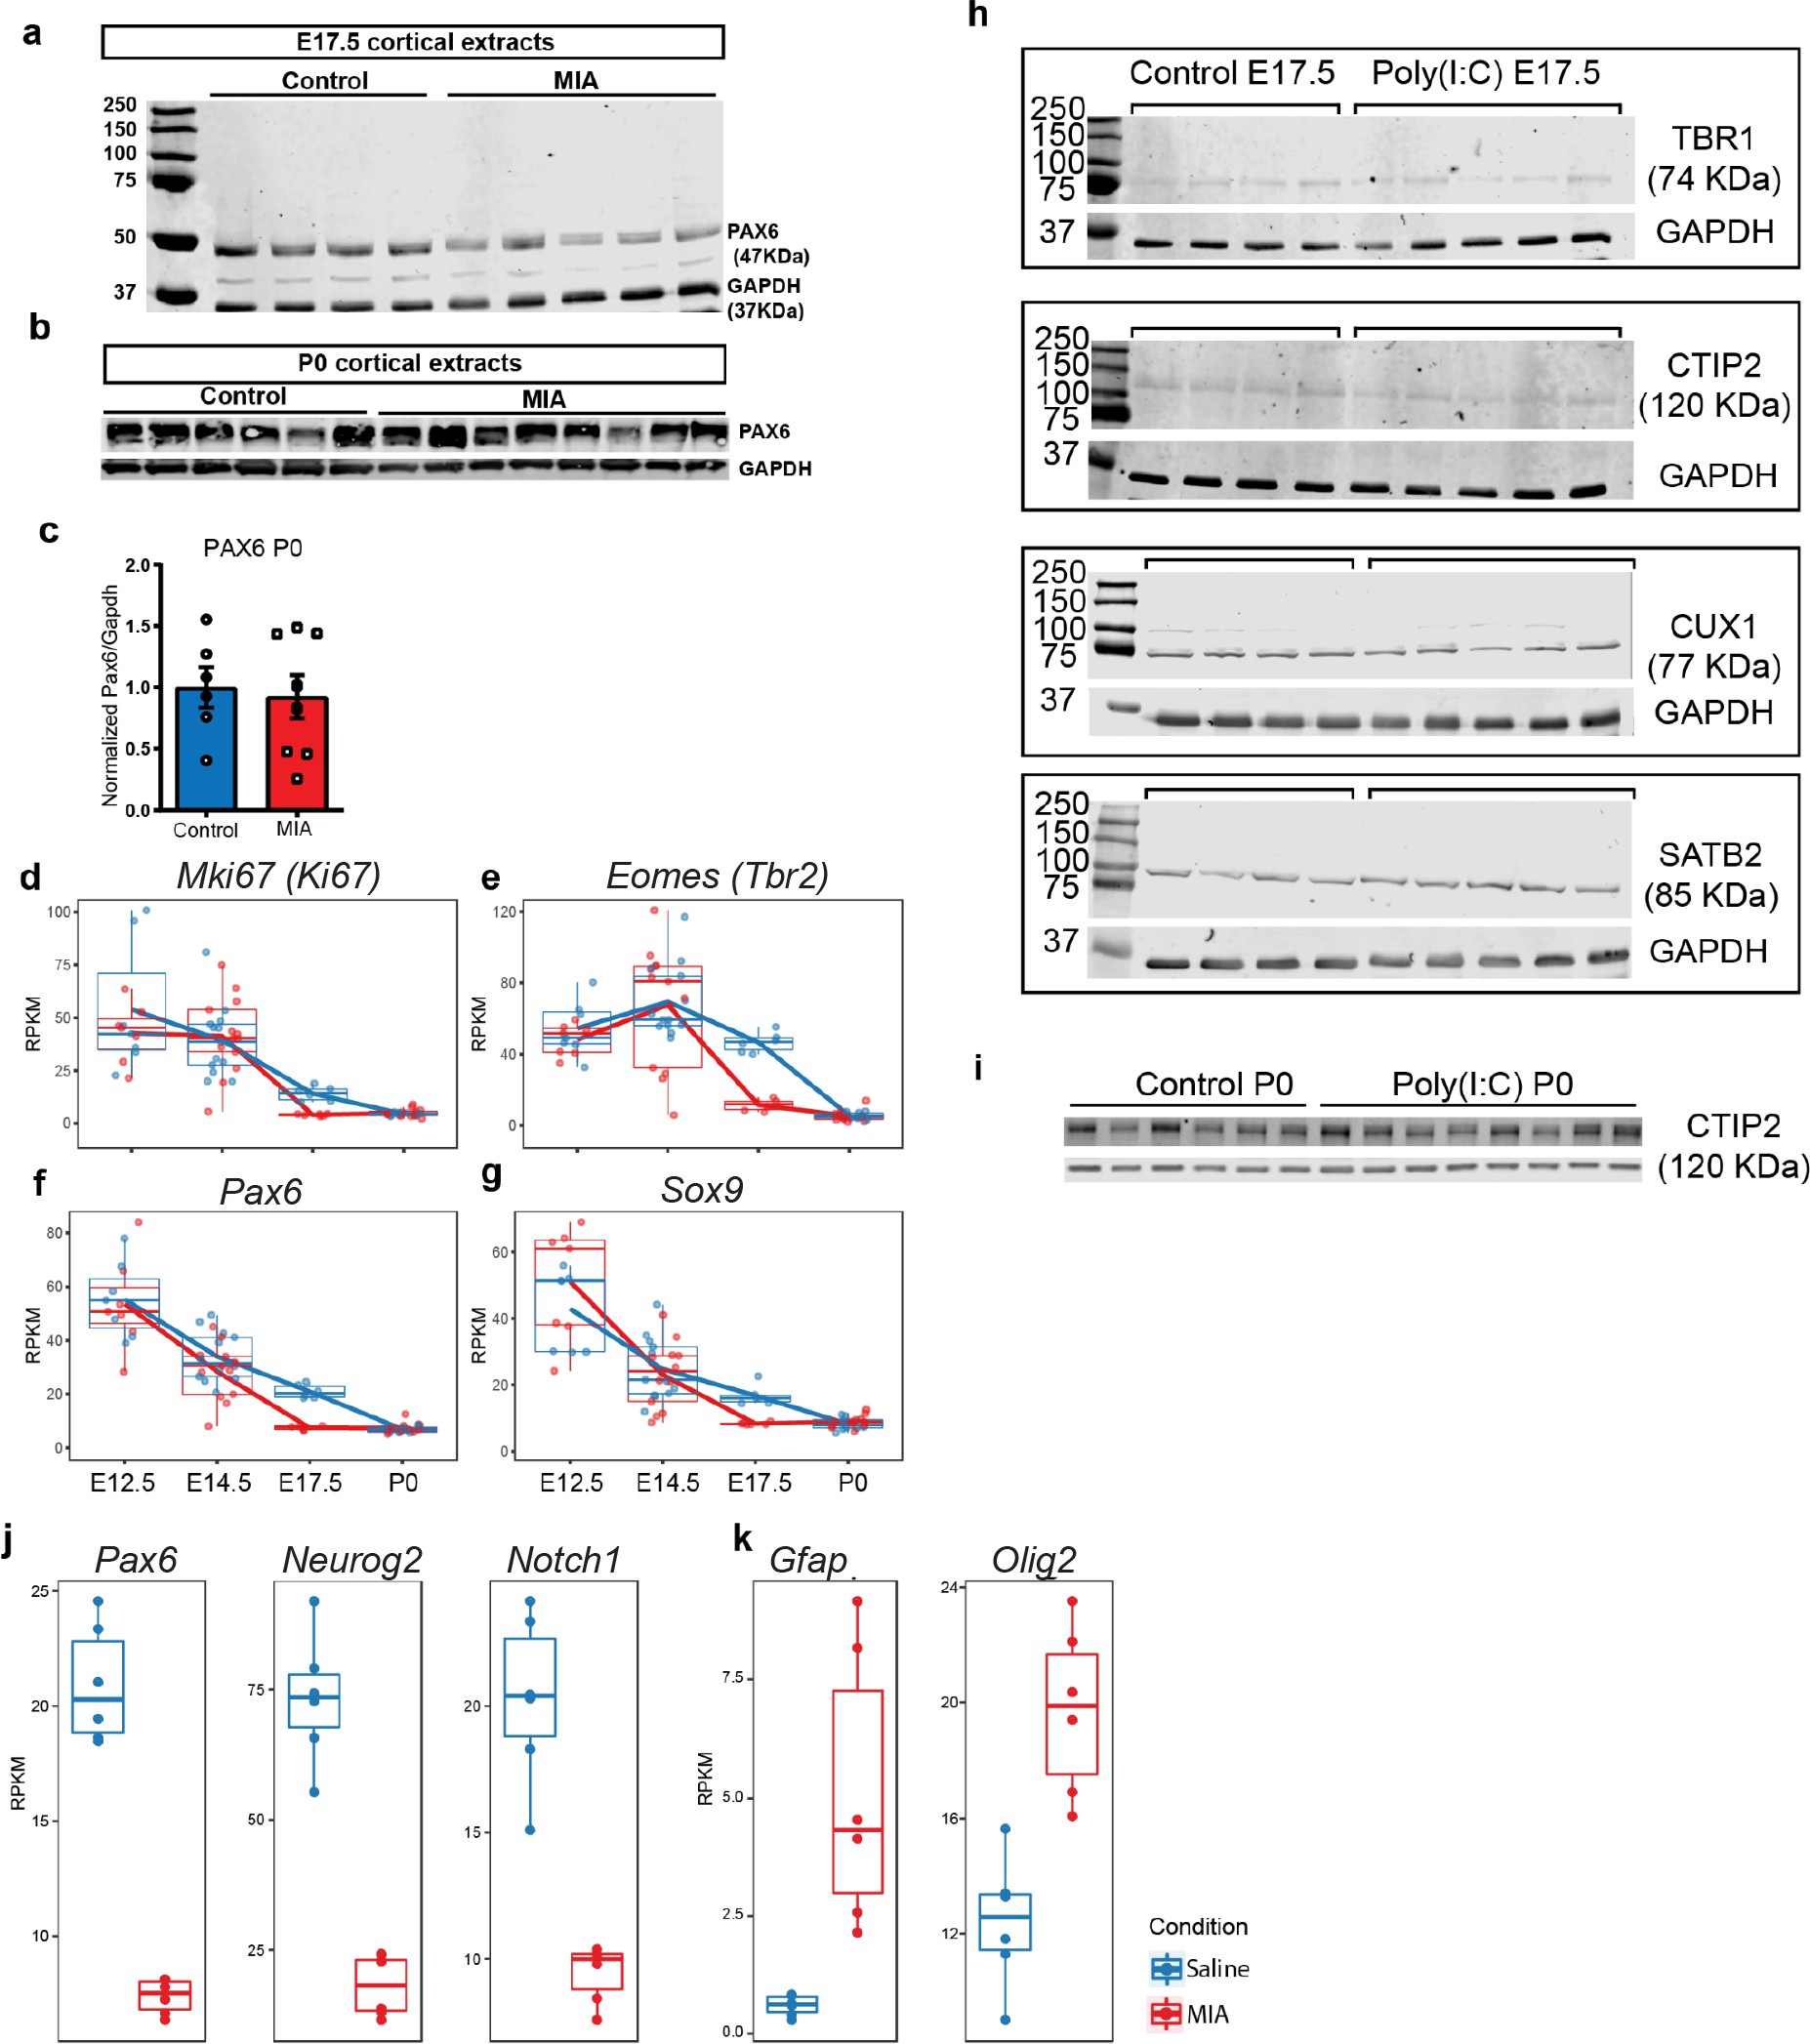 a
E17.5 cortical extracts
Control MIA
250
150
100
75
50
37
PAX6
(47KDa)
GAPDH
(37KDa)
b
P0 cortical extracts
Control MIA
PAX6
GAPDH
c
PAX6 P0
Normalized Pax6/Gapdh
2.0
1.5
1.0
0.5
0.0
Control MIA
d
Mki67 (Ki67)
RPKM
100
75
50
25
0
e
Eomes (Tbr2)
RPKM
120
80
40
0
f
Pax6
RPKM
80
60
40
20
0
E12.5 E14.5 E17.5 P0
g
Sox9
RPKM
60
40
20
0
E12.5 E14.5 E17.5 P0
h
Control E17.5 Poly(I:C) E17.5
250
150
100
75
37
TBR1
(74 KDa)
GAPDH
250
150
100
75
37
CTIP2
(120 KDa)
GAPDH
250
150
100
75
37
CUX1
(77 KDa)
GAPDH
250
150
100
75
37
SATB2
(85 KDa)
GAPDH
i
Control P0 Poly(I:C) P0
CTIP2
(120 KDa)
j
Pax6
RPKM
25
20
15
10
Neurog2
75
50
25
Notch1
20
15
10
k
Gfap
RPKM
7.5
5.0
2.5
0.0
Olig2
24
20
16
12
Condition
Saline
MIA